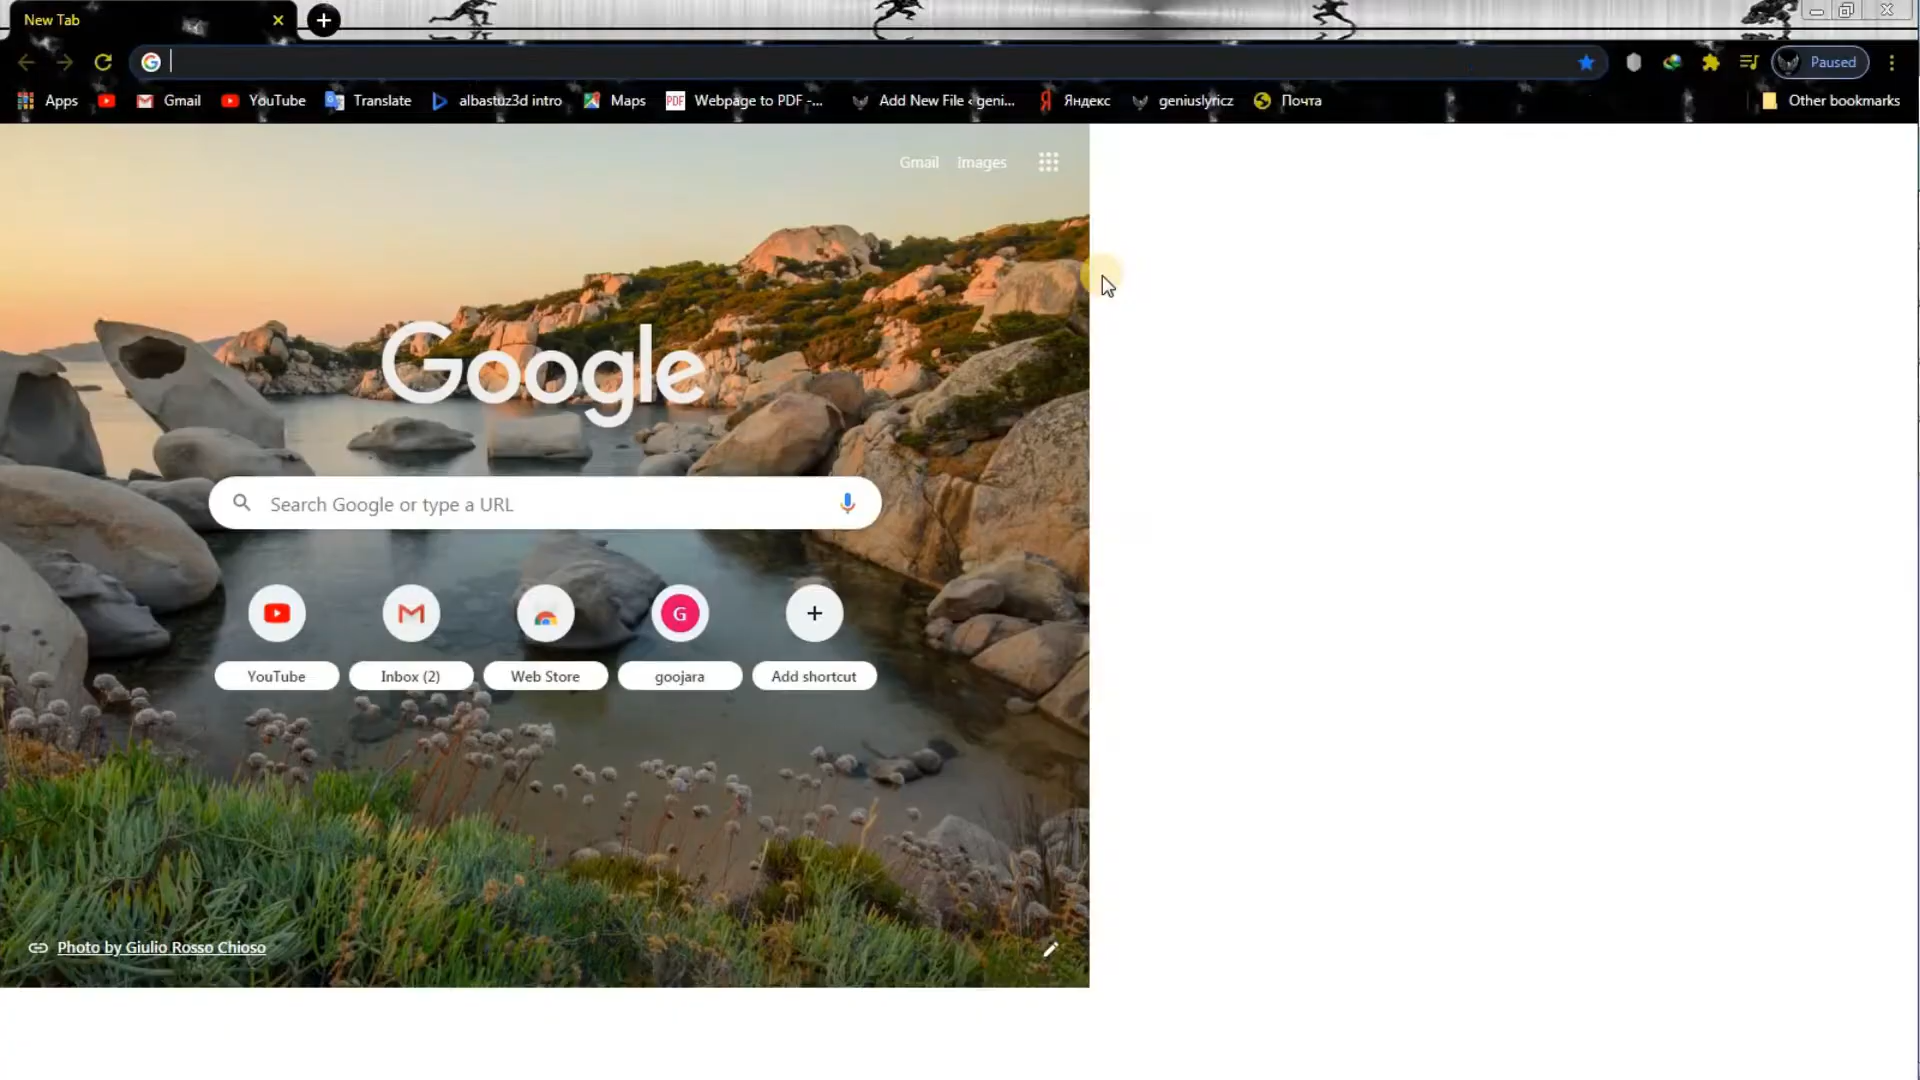 New Tab
Paused
Apps Gmail YouTube Translate albastuz3d intro Maps PDF Webpage to PDF -... Add New File ‹ geni... Яндекс geniuslyricz Почта Other bookmarks
Gmail Images
Google
Search Google or type a URL
G
YouTube Inbox (2) Web Store goojara Add shortcut
Photo by Giulio Rosso Chioso